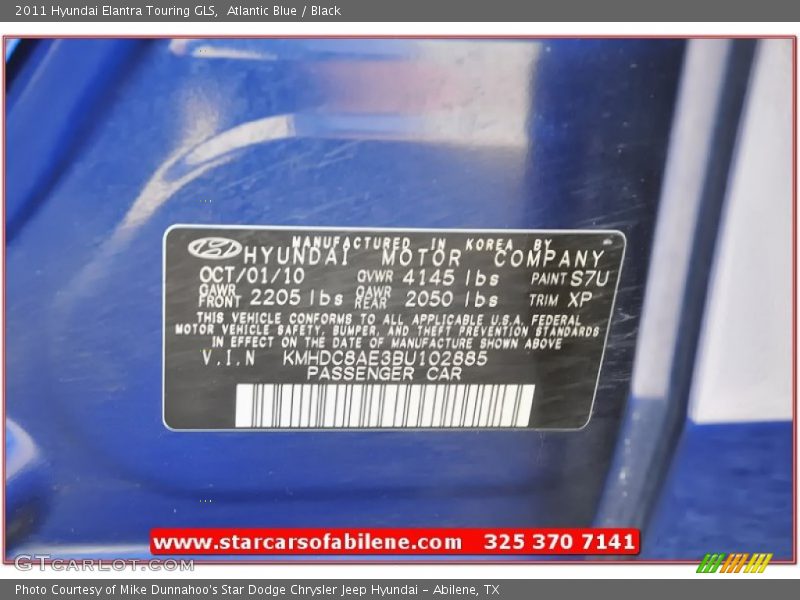 2011 Hyundai Elantra Touring GLS,  Atlantic Blue / Black
MANUFACTURED IN KOREA BY
HYUNDAI MOTOR COMPANY
OCT/01/10 GVWR 4145 lbs PAINT S7U
GAWR FRONT 2205 lbs GAWR REAR 2050 lbs TRIM XP
THIS VEHICLE CONFORMS TO ALL APPLICABLE U.S.A. FEDERAL
MOTOR VEHICLE SAFETY, BUMPER, AND THEFT PREVENTION STANDARDS
IN EFFECT ON THE DATE OF MANUFACTURE SHOWN ABOVE
V.I.N KMHDC8AE3BU102885
PASSENGER CAR
www.starcarsofabilene.com 325 370 7141
GTcarlot.com
Photo Courtesy of Mike Dunnahoo's Star Dodge Chrysler Jeep Hyundai - Abilene, TX